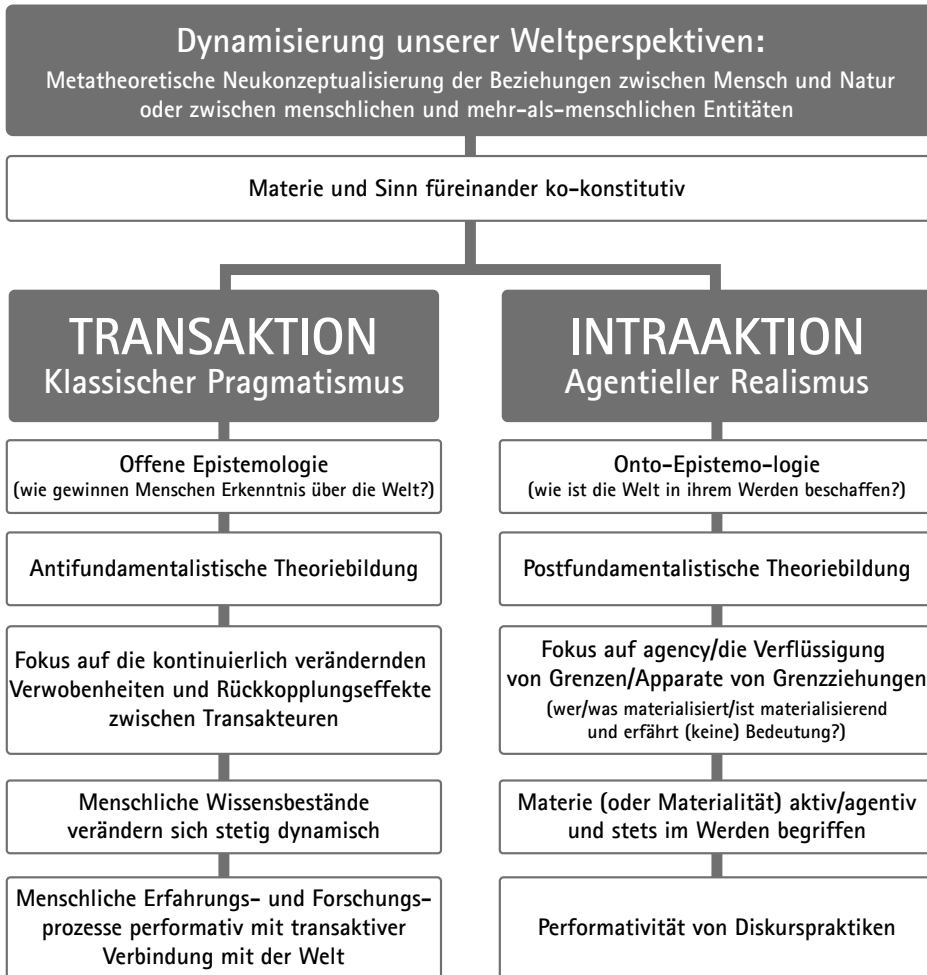 Dynamisierung unserer Weltperspektiven:
Metatheoretische Neukonzeptualisierung der Beziehungen zwischen Mensch und Natur
oder zwischen menschlichen und mehr-als-menschlichen Entitäten
Materie und Sinn füreinander ko-konstitutiv
TRANSAKTION
Klassischer Pragmatismus
Offene Epistemologie
(wie gewinnen Menschen Erkenntnis über die Welt?)
Antifundamentalistische Theoriebildung
Fokus auf die kontinuierlich verändernden
Verwobenheiten und Rückkopplungseffekte
zwischen Transakteuren
Menschliche Wissensbestände
verändern sich stetig dynamisch
Menschliche Erfahrungs- und Forschungs-
prozesse performativ mit transaktiver
Verbindung mit der Welt
INTRAAKTION
Agentieller Realismus
Onto-Epistemo-logie
(wie ist die Welt in ihrem Werden beschaffen?)
Postfundamentalistische Theoriebildung
Fokus auf agency/die Verflüssigung
von Grenzen/Apparate von Grenzziehungen
(wer/was materialisiert/ist materialisierend
und erfährt (keine) Bedeutung?)
Materie (oder Materialität) aktiv/agentiv
und stets im Werden begriffen
Performativität von Diskurspraktiken